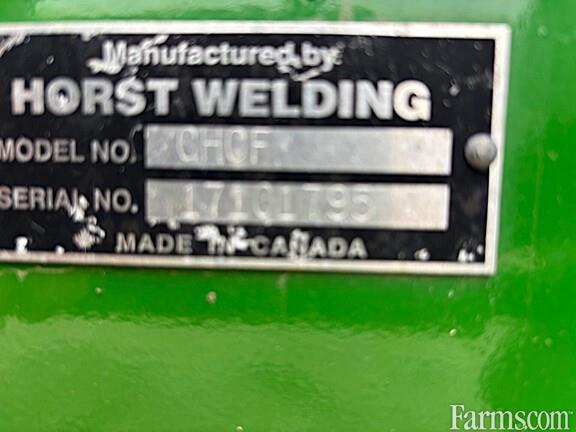 Manufactured by:
HORST WELDING
MODEL NO. CHCF
SERIAL NO. 17101795
MADE IN CANADA
Farms.com